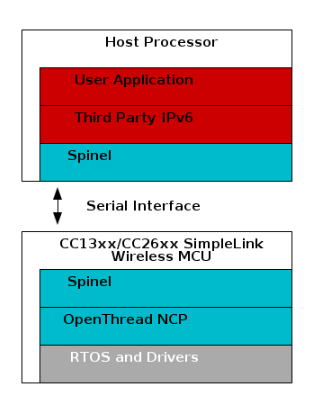 Host Processor
User Application
Third Party IPv6
Spinel
Serial Interface
CC13xx/CC26xx SimpleLink
Wireless MCU
Spinel
OpenThread NCP
RTOS and Drivers